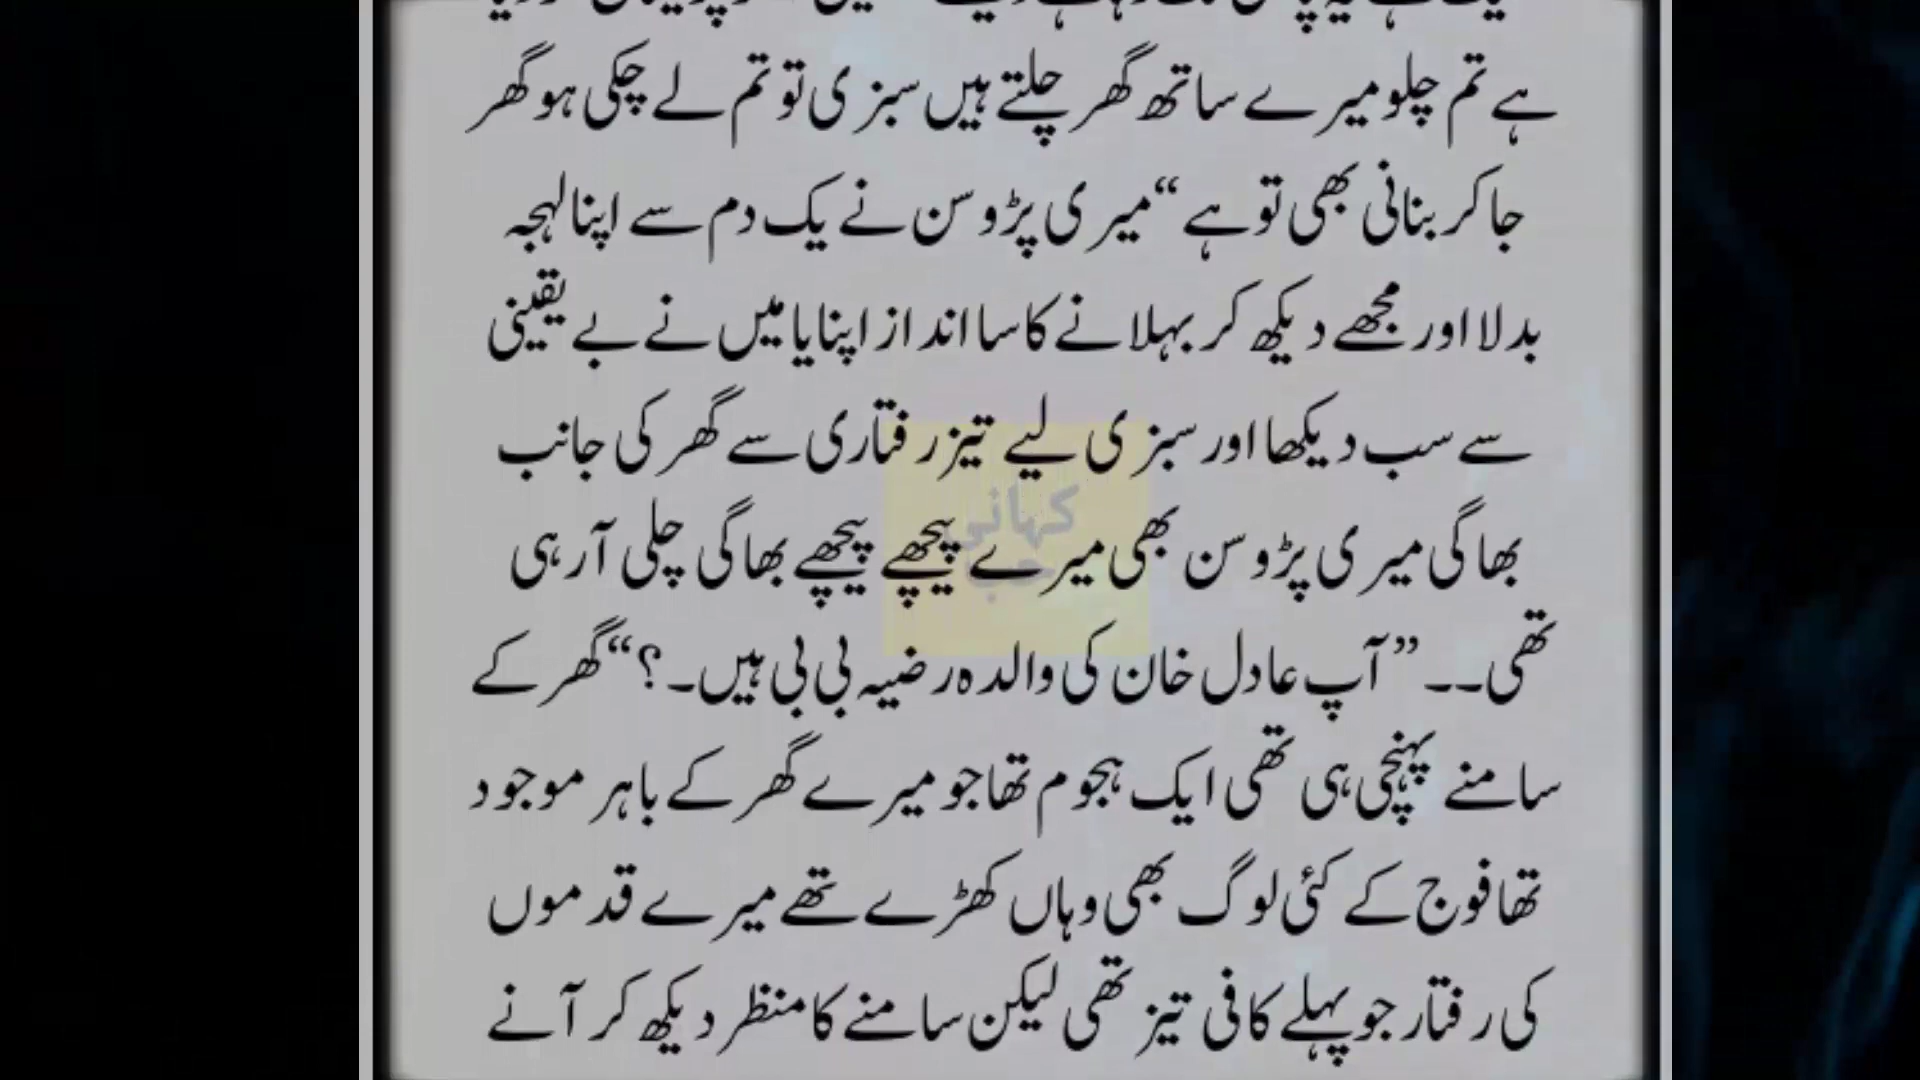 ہے تم چلو میرے ساتھ گھر چلتے ہیں سبزی تو تم لے چکی ہو گھر
جا کر بنانی بھی تو ہے“ میری پڑوسن نے یک دم سے اپنا لہجہ
بدلا اور مجھے دیکھ کر بہلانے کا سا انداز اپنایا میں نے بے یقینی
سے سب دیکھا اور سبزی لیے تیز رفتاری سے گھر کی جانب
بھاگی میری پڑوسن بھی میرے پیچھے پیچھے بھاگی چلی آ رہی
تھی۔۔ ”آپ عادل خان کی والدہ رضیہ بی بی ہیں۔؟“ گھر کے
سامنے پہنچی ہی تھی ایک ہجوم تھا جو میرے گھر کے باہر موجود
تھا فوج کے کئی لوگ بھی وہاں کھڑے تھے میرے قدموں
کی رفتار جو پہلے کافی تیز تھی لیکن سامنے کا منظر دیکھ کر آنے
کہانی